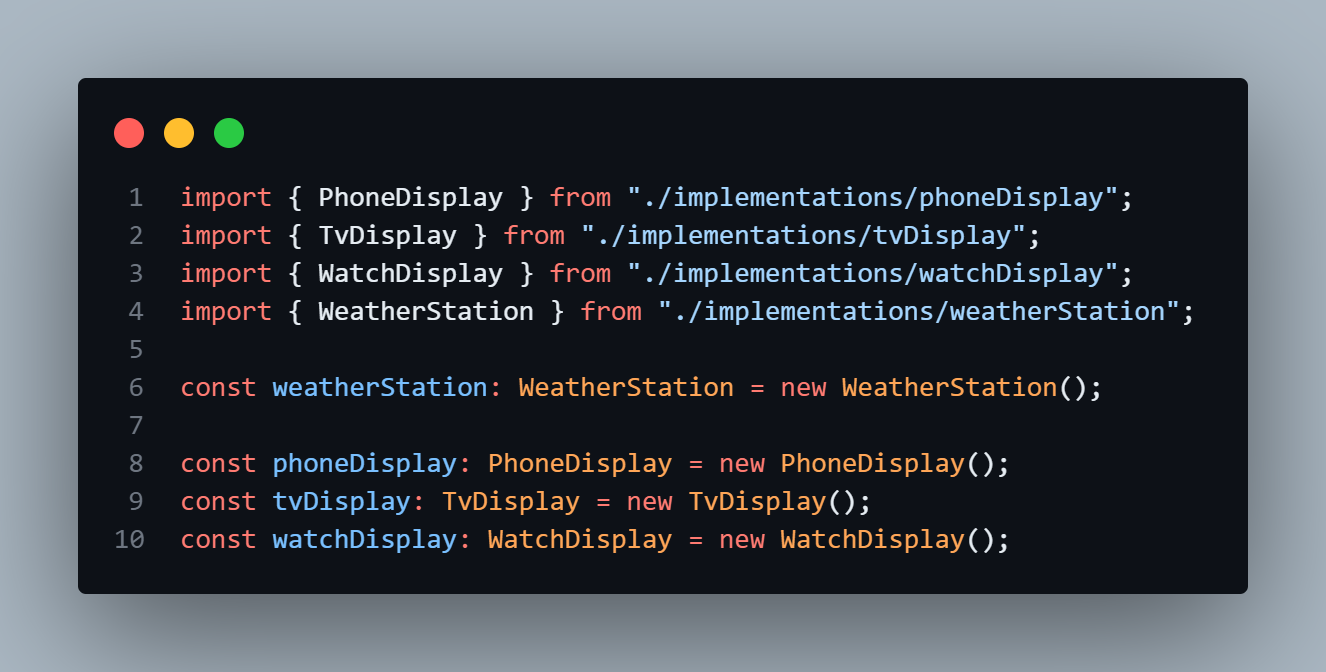 1 import { PhoneDisplay } from "./implementations/phoneDisplay";
2 import { TvDisplay } from "./implementations/tvDisplay";
3 import { WatchDisplay } from "./implementations/watchDisplay";
4 import { WeatherStation } from "./implementations/weatherStation";
5
6 const weatherStation: WeatherStation = new WeatherStation();
7
8 const phoneDisplay: PhoneDisplay = new PhoneDisplay();
9 const tvDisplay: TvDisplay = new TvDisplay();
10 const watchDisplay: WatchDisplay = new WatchDisplay();